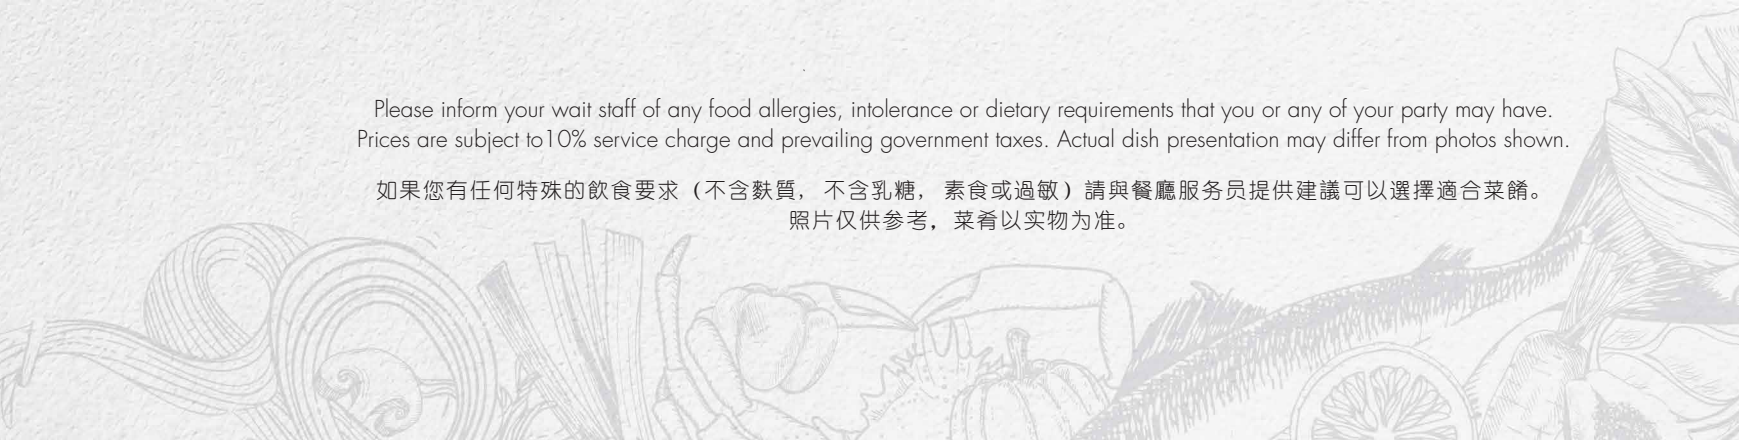 Please inform your wait staff of any food allergies, intolerance or dietary requirements that you or any of your party may have.
Prices are subject to10% service charge and prevailing government taxes. Actual dish presentation may differ from photos shown.
如果您有任何特殊的飲食要求（不含麩質， 不含乳糖， 素食或過敏）請與餐廳服务员提供建議可以選擇適合菜餚。
照片仅供参考，菜肴以实物为准。